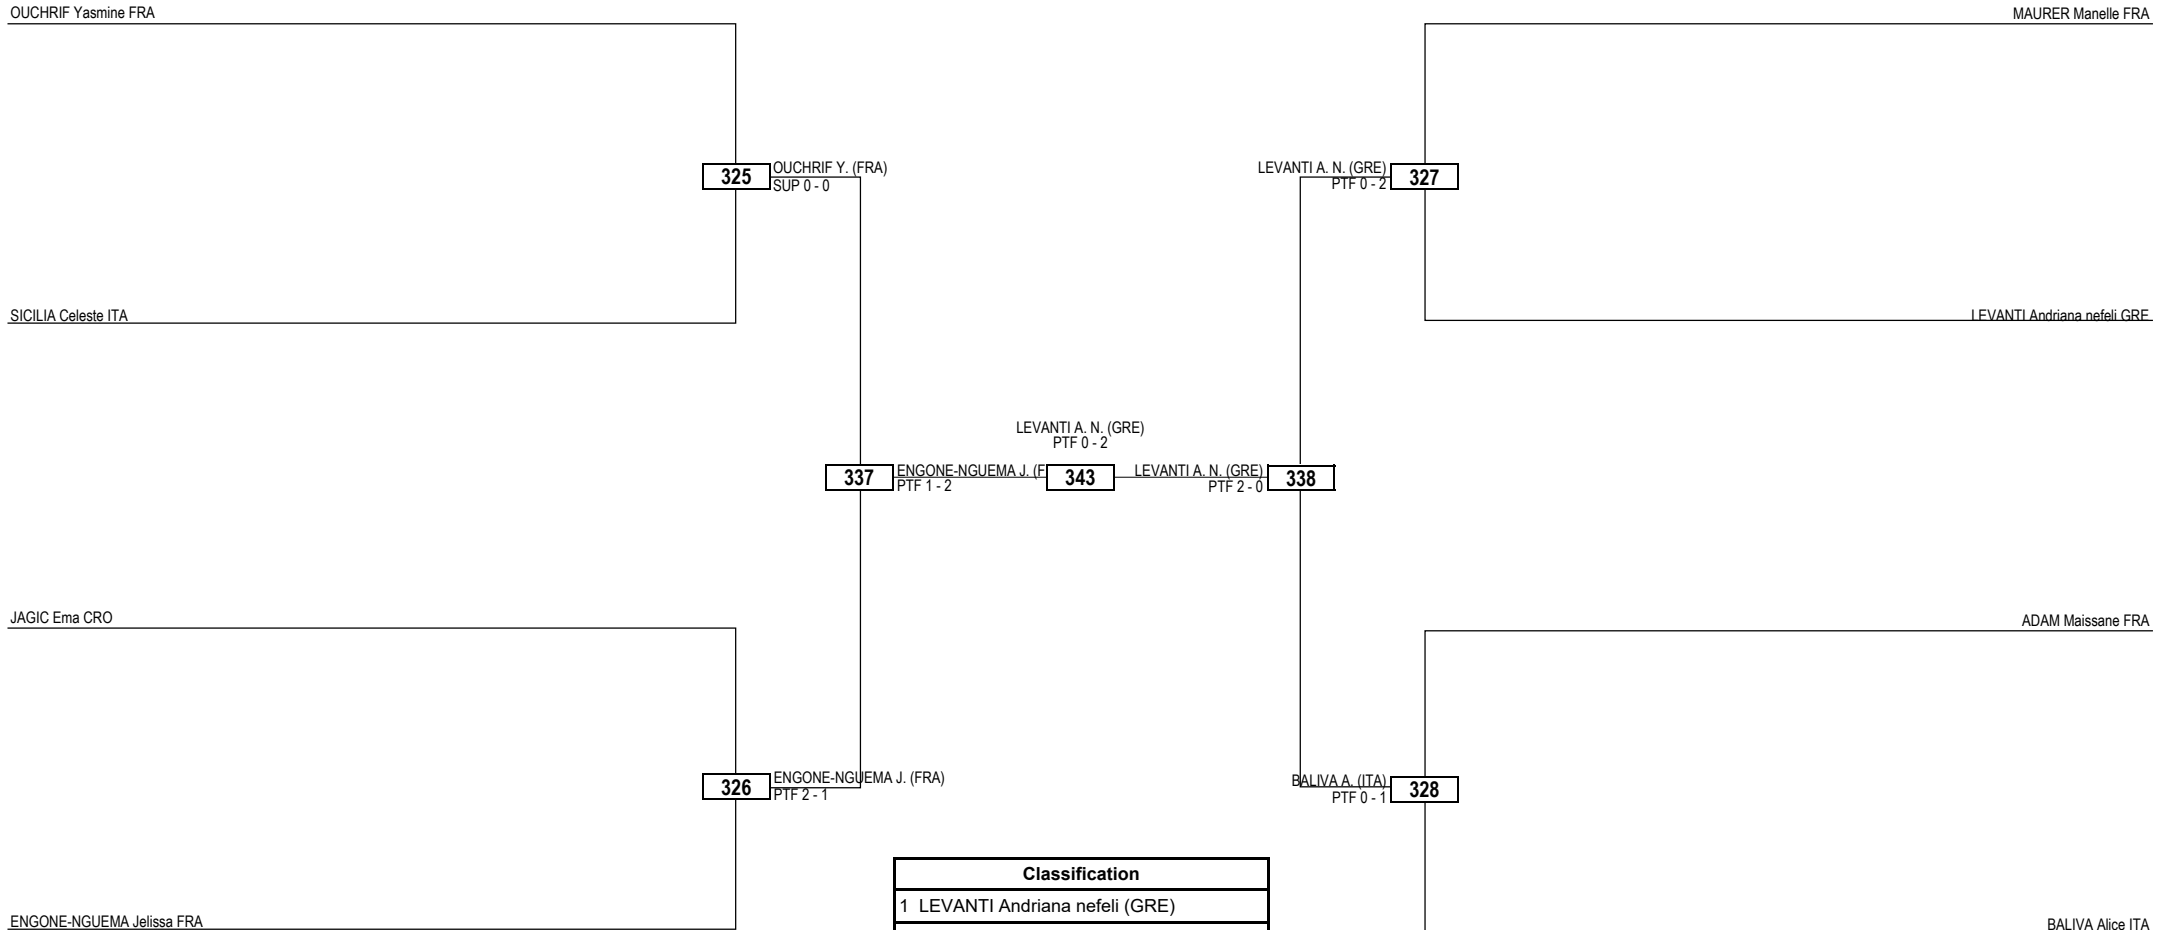 OUCHRIF Yasmine FRA
MAURER Manelle FRA
325
OUCHRIF Y. (FRA)
SUP 0 - 0
LEVANTI A. N. (GRE)
PTF 0 - 2
327
SICILIA Celeste ITA
LEVANTI Andriana nefeli GRE
LEVANTI A. N. (GRE)
PTF 0 - 2
337
ENGONE-NGUEMA J. (F
PTF 1 - 2
343
LEVANTI A. N. (GRE)
PTF 2 - 0
338
JAGIC Ema CRO
ADAM Maissane FRA
326
ENGONE-NGUEMA J. (FRA)
PTF 2 - 1
BALIVA A. (ITA)
PTF 0 - 1
328
Classification
1 LEVANTI Andriana nefeli (GRE)
ENGONE-NGUEMA Jelissa FRA
BALIVA Alice ITA